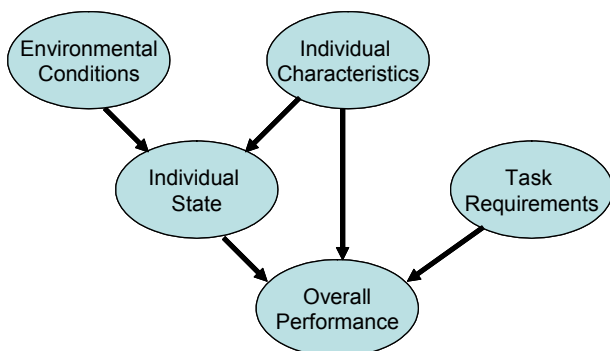 Environmental
Conditions
Individual
Characteristics
Individual
State
Task
Requirements
Overall
Performance